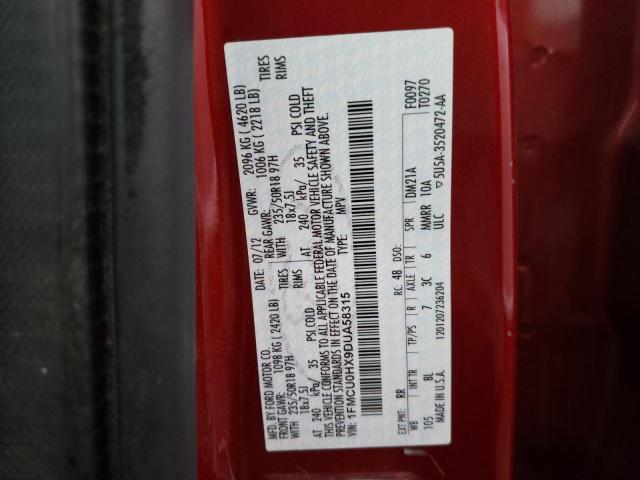 MFD. BY FORD MOTOR CO.
DATE: 07/12 GVWR: 2096 KG ( 4620 LB)
FRONT GAWR: 1098 KG ( 2420 LB) REAR GAWR: 1006 KG ( 2218 LB)
WITH 235/50R18 97H TIRES WITH 235/50R18 97H TIRES
18x7.5J RIMS 18x7.5J RIMS
AT 240 kPa/ 35 PSI COLD AT 240 kPa/ 35 PSI COLD
THIS VEHICLE CONFORMS TO ALL APPLICABLE FEDERAL MOTOR VEHICLE SAFETY AND THEFT
PREVENTION STANDARDS IN EFFECT ON THE DATE OF MANUFACTURE SHOWN ABOVE.
VIN: 1FMCU0HX9DUA58315 TYPE: MPV
F0097
T0270
EXT PNT: RR RC: 48 DSO:
WB INT TR TP/PS R AXLE TR SPR DM21A
105 8L 7 3C 6 MMRR 10A
MADE IN U.S.A. 1201207236204 ULC 5U5A-3520472-AA